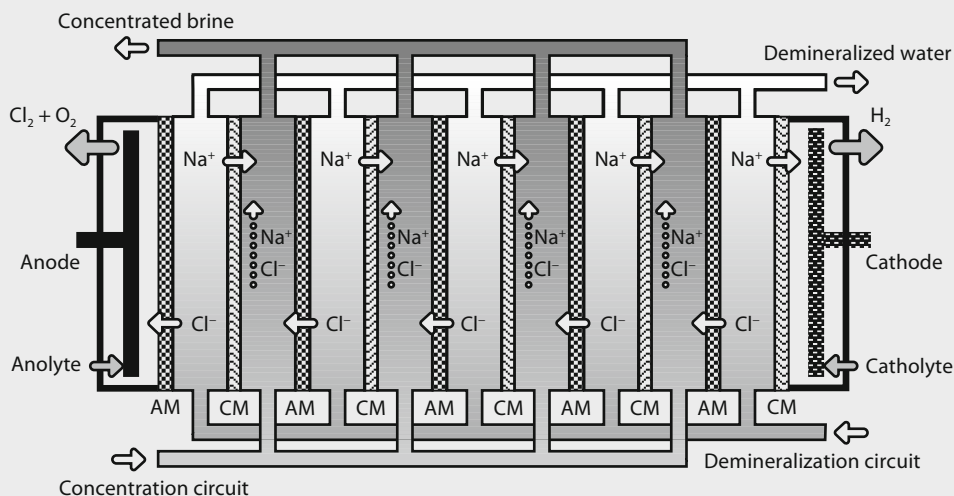 Concentrated brine
Demineralized water
Cl₂ + O₂
H₂
Na⁺ Na⁺ Na⁺ Na⁺ Na⁺
Na⁺ Na⁺ Na⁺ Na⁺
Cl⁻ Cl⁻ Cl⁻ Cl⁻
Anode
Cathode
Cl⁻ Cl⁻ Cl⁻ Cl⁻ Cl⁻
Anolyte
Catholyte
AM CM AM CM AM CM AM CM AM CM
Demineralization circuit
Concentration circuit